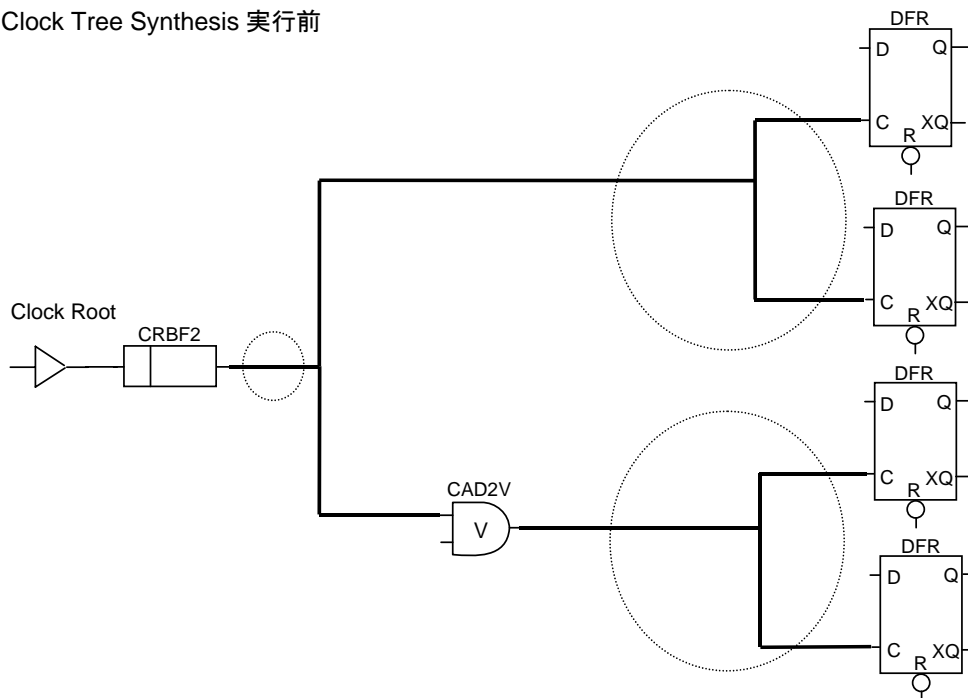 Clock Tree Synthesis 実行前
DFR
D Q
C XQ
R
DFR
D Q
C XQ
R
Clock Root
CRBF2
DFR
D Q
C XQ
R
CAD2V
V
DFR
D Q
C XQ
R